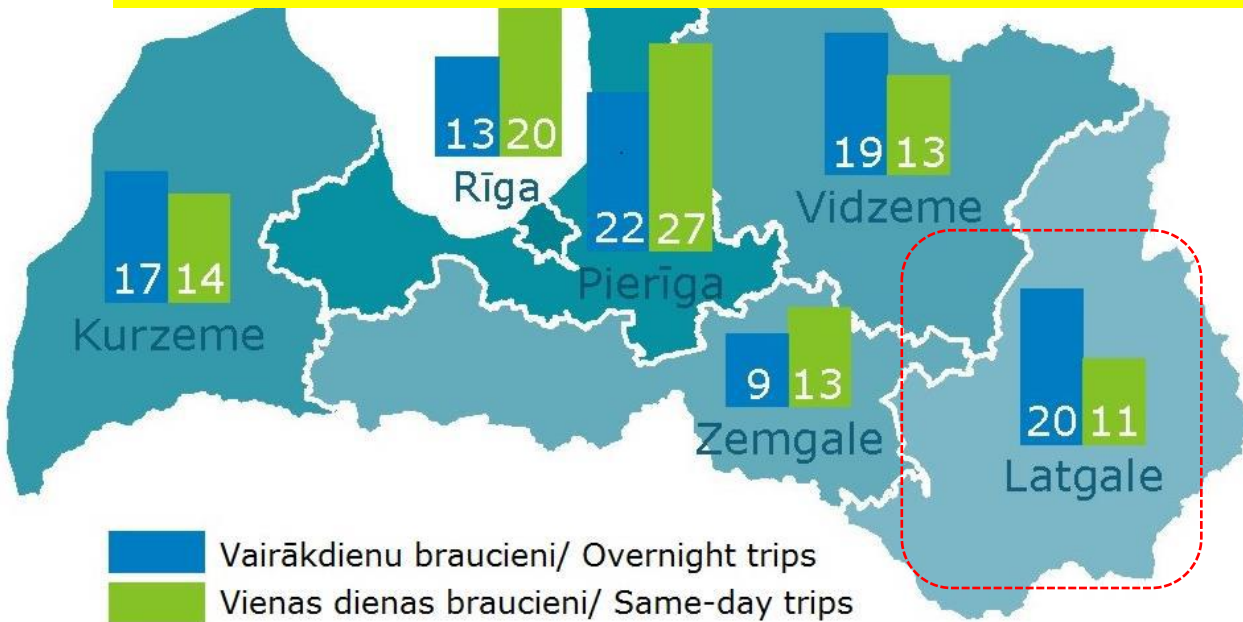 13 20
Rīga
22 27
Pierīga
19 13
Vidzeme
17 14
Kurzeme
9 13
Zemgale
20 11
Latgale
Vairākdienu braucieni/ Overnight trips
Vienas dienas braucieni/ Same-day trips